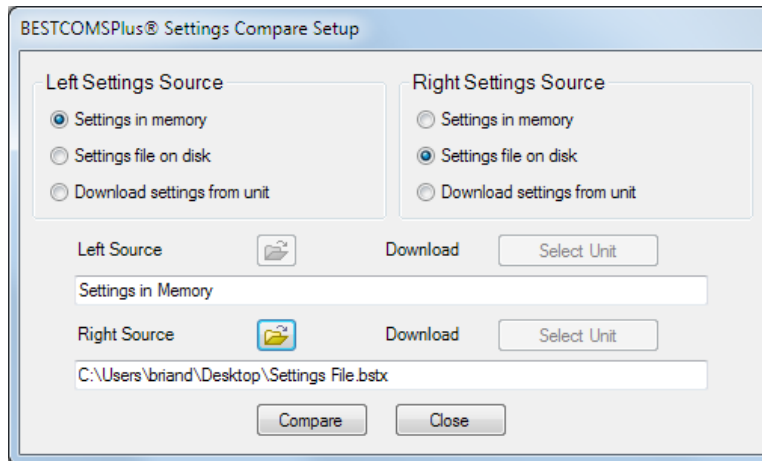 BESTCOMSPlus® Settings Compare Setup
Left Settings Source
Settings in memory
Settings file on disk
Download settings from unit
Right Settings Source
Settings in memory
Settings file on disk
Download settings from unit
Left Source Download Select Unit
Settings in Memory
Right Source Download Select Unit
C:\Users\briand\Desktop\Settings File.bstx
Compare Close